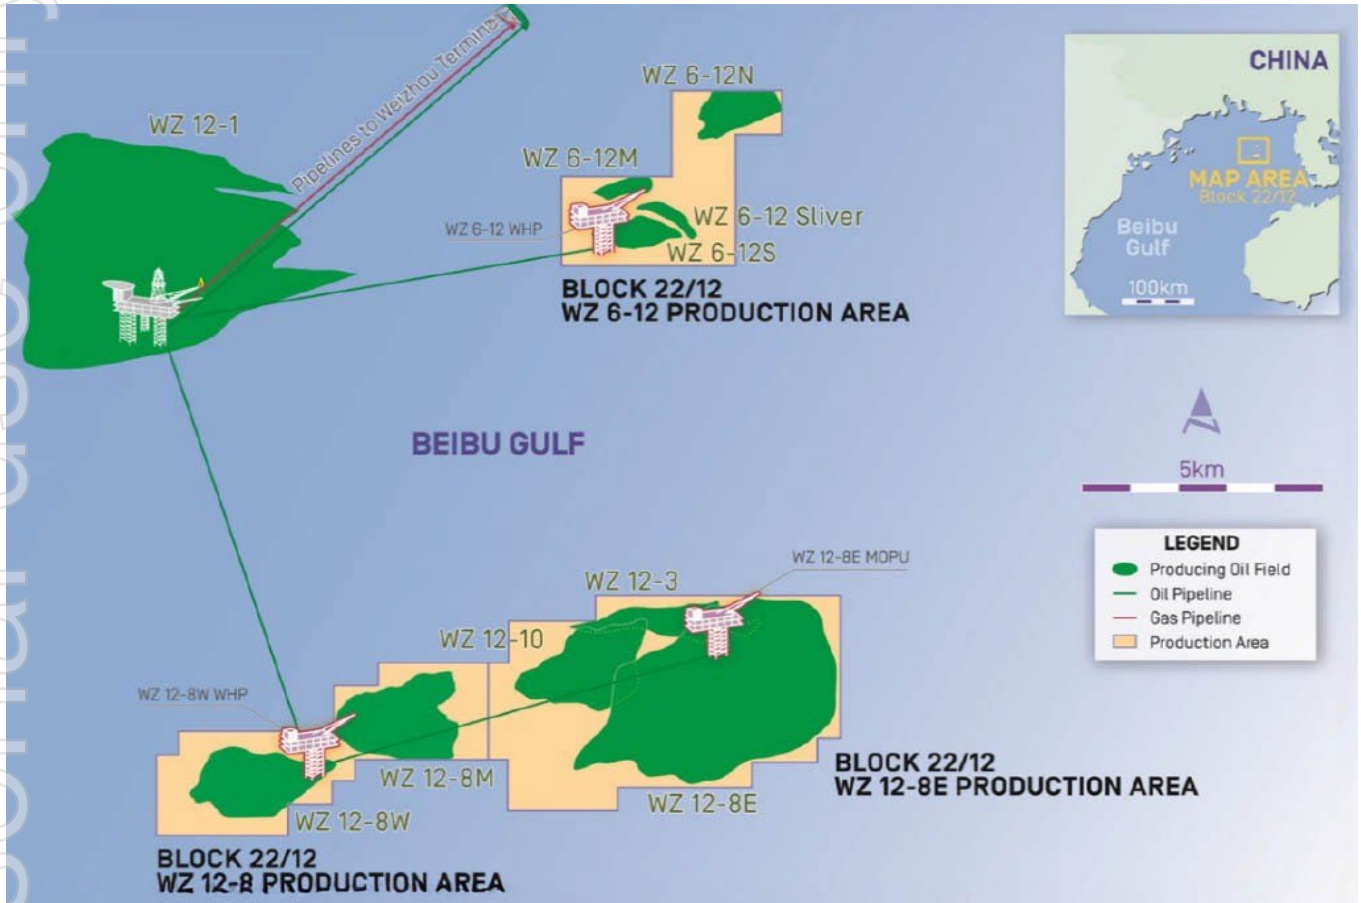 Pipelines to Weizhou Terminal
WZ 12-1
WZ 6-12N
WZ 6-12M
WZ 6-12 WHP
WZ 6-12 Sliver
WZ 6-12S
BLOCK 22/12
WZ 6-12 PRODUCTION AREA
CHINA
MAP AREA
Block 22/12
Beibu
Gulf
100km
BEIBU GULF
5km
LEGEND
Producing Oil Field
Oil Pipeline
Gas Pipeline
Production Area
WZ 12-8E MOPU
WZ 12-3
WZ 12-10
WZ 12-8W WHP
WZ 12-8M
WZ 12-8E
WZ 12-8W
BLOCK 22/12
WZ 12-8E PRODUCTION AREA
BLOCK 22/12
WZ 12-8 PRODUCTION AREA